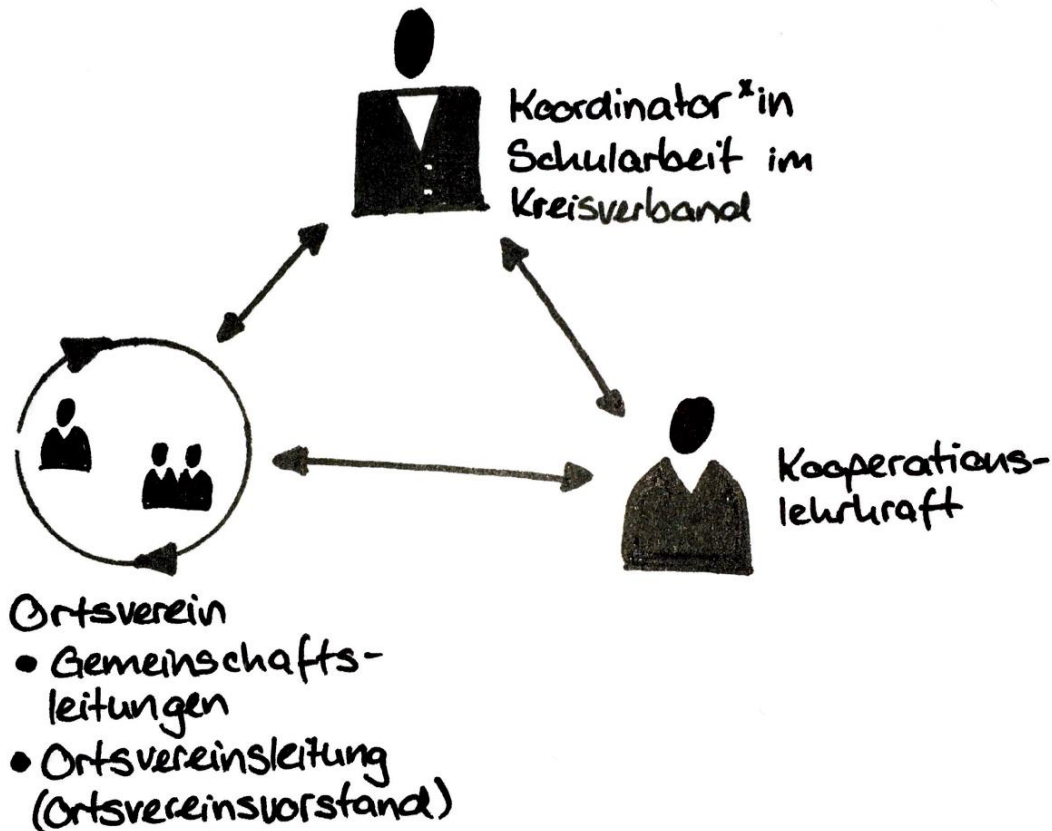 Koordinator*in
Schularbeit im
Kreisverband
Kooperations-
lehrkraft
Ortsverein
• Gemeinschafts-
leitungen
• Ortsvereinsleitung
(Ortsvereinsvorstand)